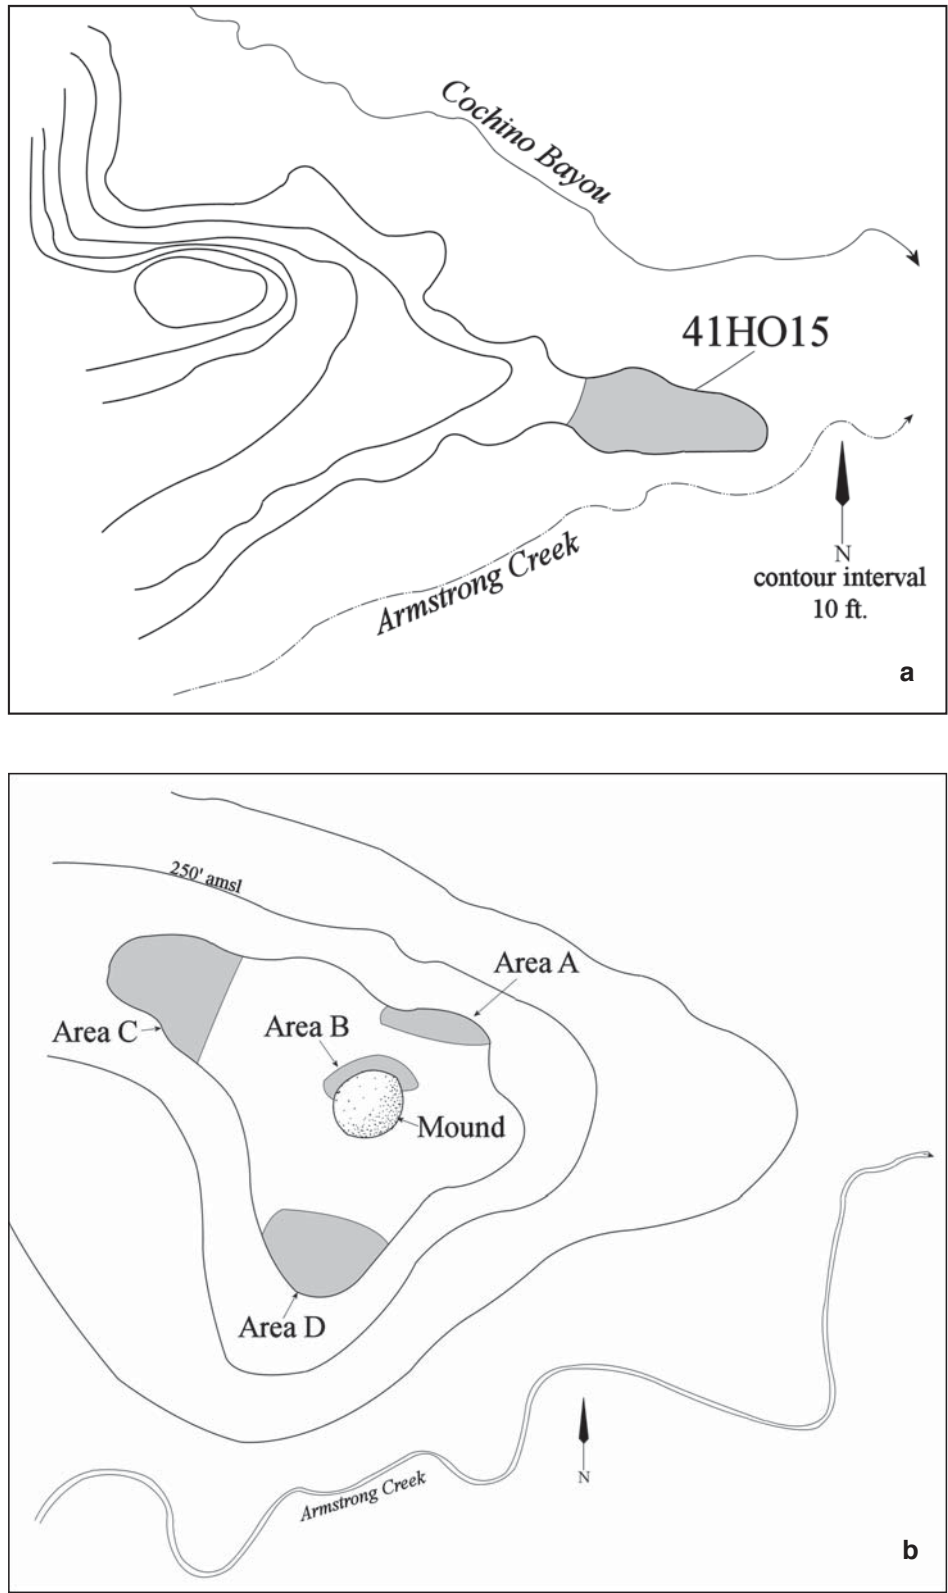 Cochino Bayou
41HO15
Armstrong Creek
N
contour interval
10 ft.
a
250' amsl
Area A
Area B
Area C
Mound
Area D
N
Armstrong Creek
b